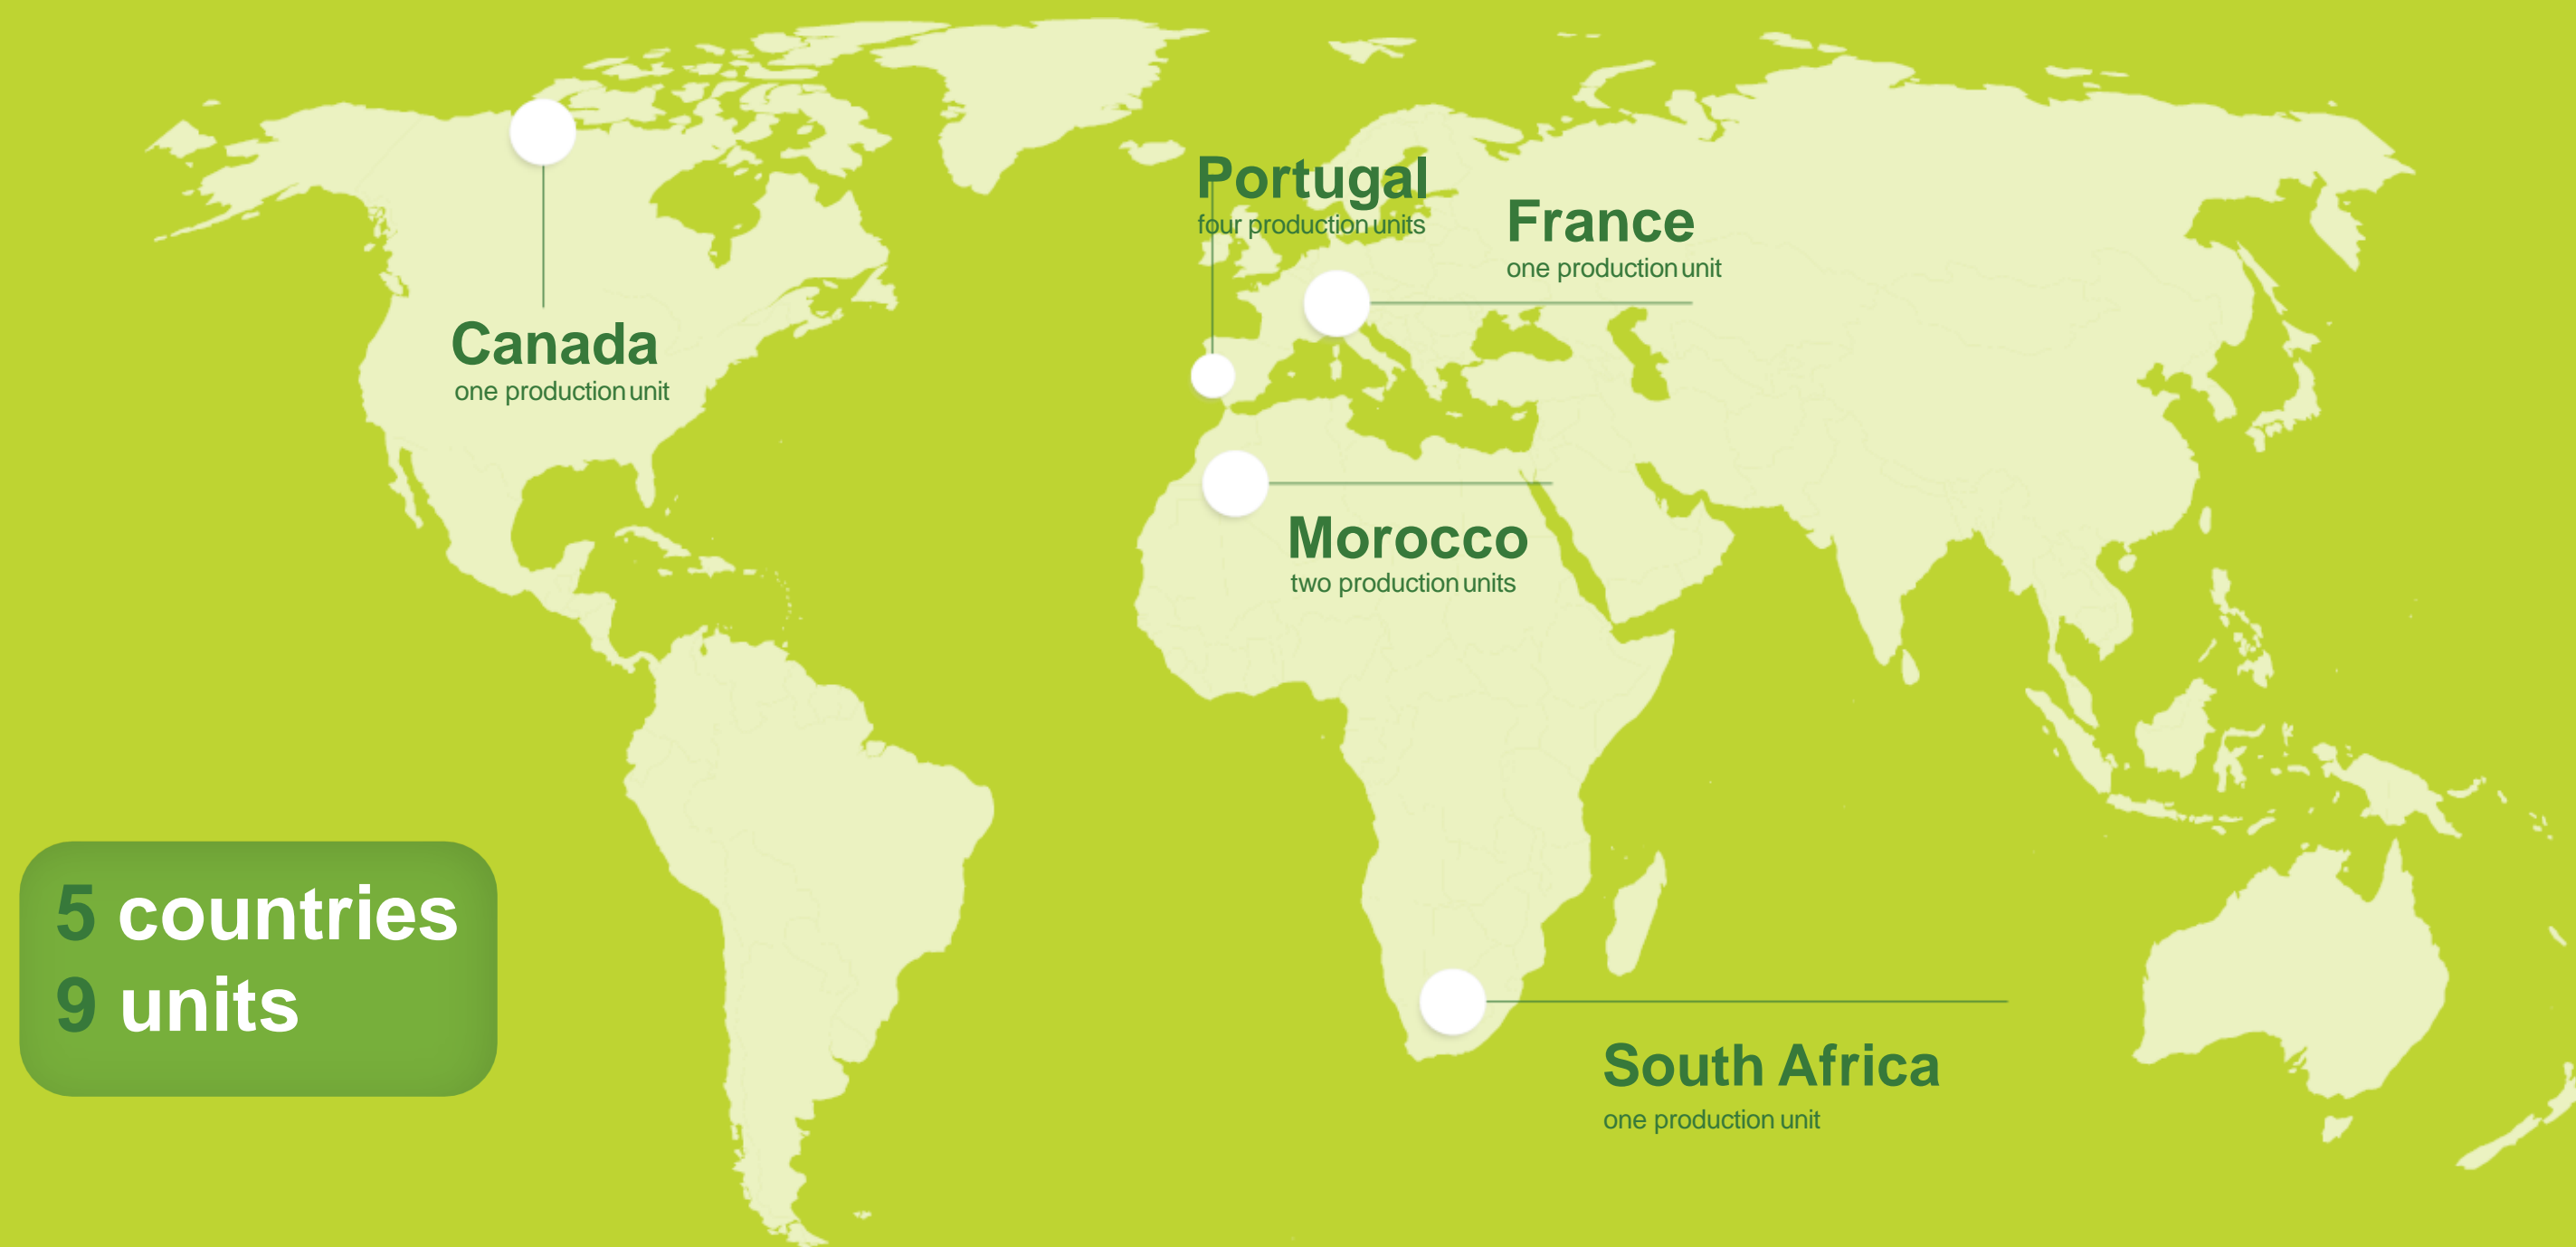 Portugal
four production units
France
one production unit
Canada
one production unit
Morocco
two production units
5 countries
9 units
South Africa
one production unit